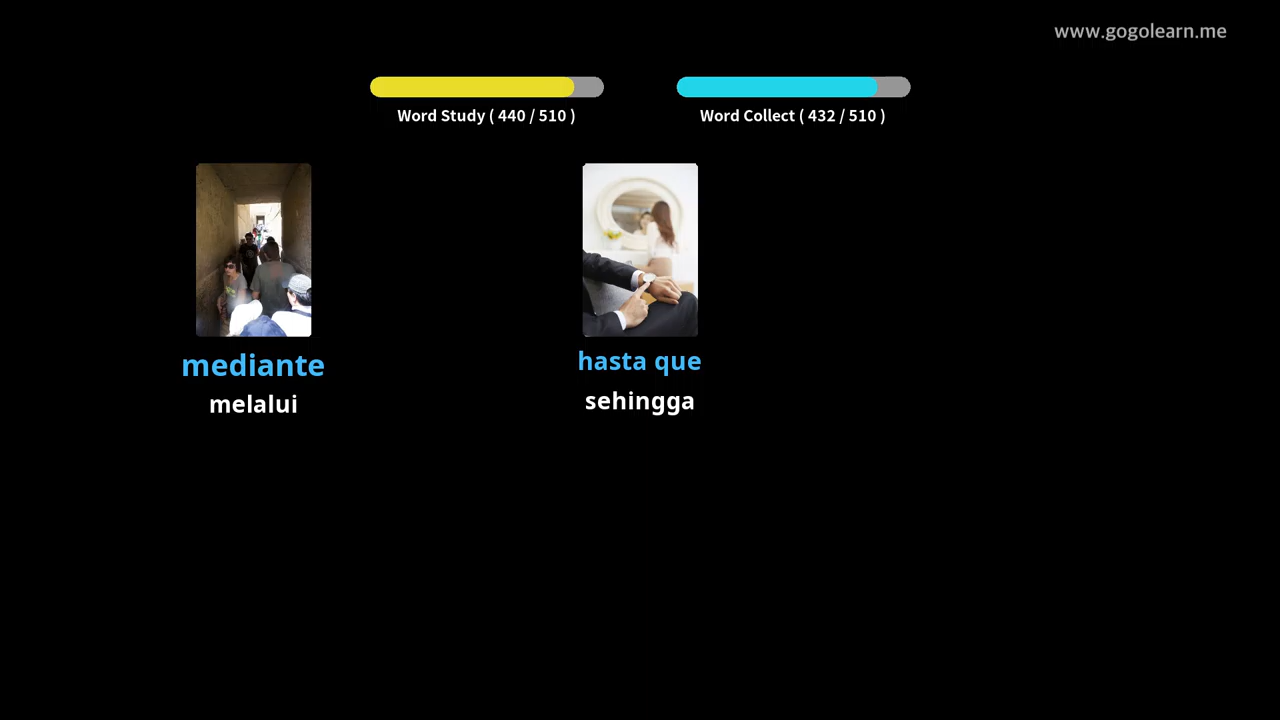 www.gogolearn.me
Word Study ( 440 / 510 )
Word Collect ( 432 / 510 )
mediante
melalui
hasta que
sehingga